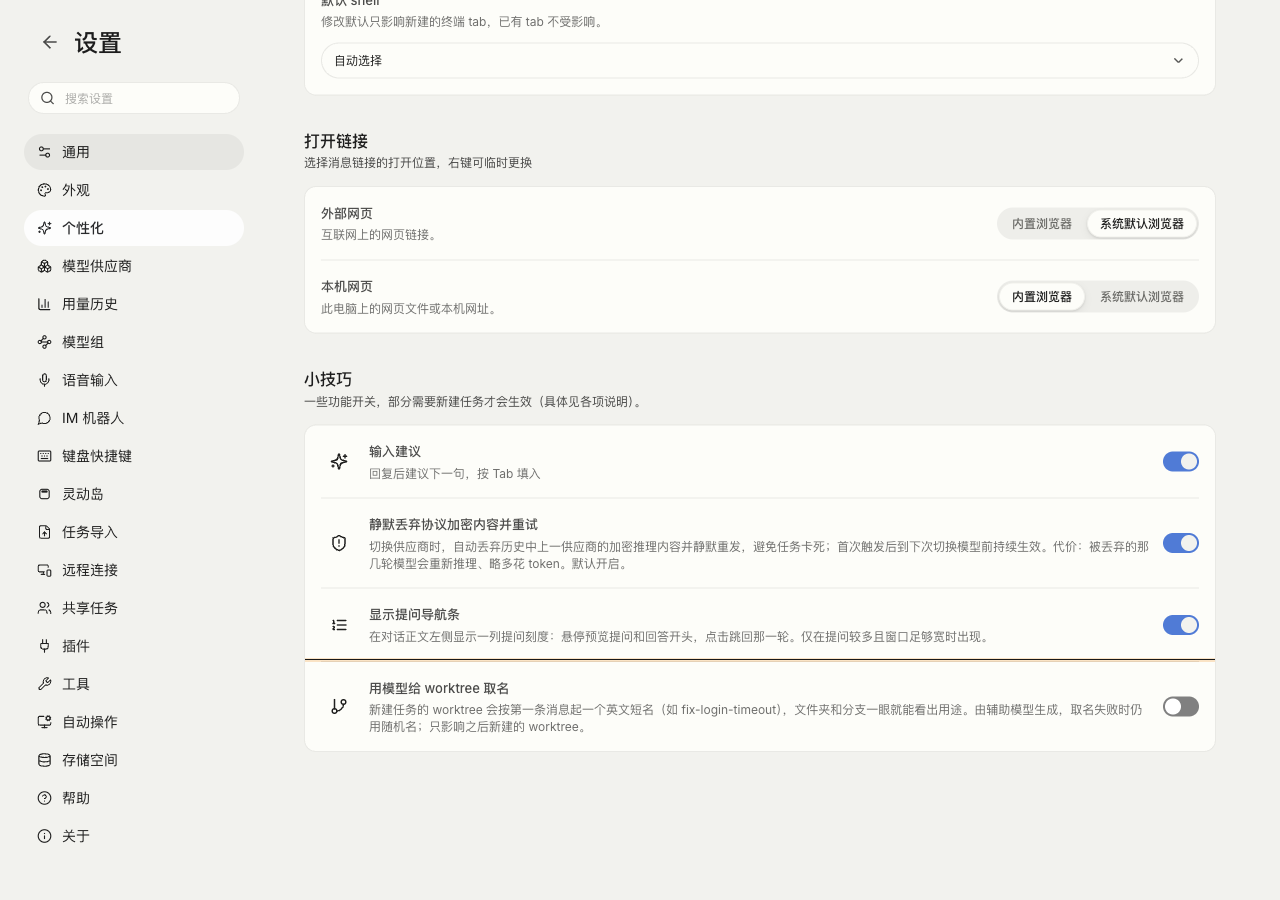 设置
搜索设置
通用
外观
个性化
模型供应商
用量历史
模型组
语音输入
IM 机器人
键盘快捷键
灵动岛
任务导入
远程连接
共享任务
插件
工具
自动操作
存储空间
帮助
关于
默认 shell
修改默认只影响新建的终端 tab，已有 tab 不受影响。
自动选择
打开链接
选择消息链接的打开位置，右键可临时更换
外部网页
互联网上的网页链接。
内置浏览器 系统默认浏览器
本机网页
此电脑上的网页文件或本机网址。
内置浏览器 系统默认浏览器
小技巧
一些功能开关，部分需要新建任务才会生效（具体见各项说明）。
输入建议
回复后建议下一句，按 Tab 填入
静默丢弃协议加密内容并重试
切换供应商时，自动丢弃历史中上一供应商的加密推理内容并静默重发，避免任务卡死；首次触发后到下次切换模型前持续生效。代价：被丢弃的那
几轮模型会重新推理、略多花 token。默认开启。
显示提问导航条
在对话正文左侧显示一列提问刻度：悬停预览提问和回答开头，点击跳回那一轮。仅在提问较多且窗口足够宽时出现。
用模型给 worktree 取名
新建任务的 worktree 会按第一条消息起一个英文短名（如 fix-login-timeout），文件夹和分支一眼就能看出用途。由辅助模型生成，取名失败时仍
用随机名；只影响之后新建的 worktree。